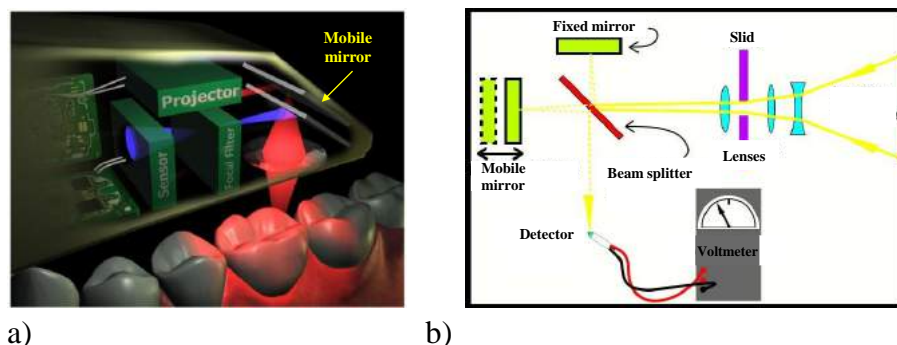 Mobile
mirror
Projector
Sensor
Focal Filter
a)
Fixed mirror
Slid
Mobile
mirror
Beam splitter
Lenses
Detector
Voltmeter
b)